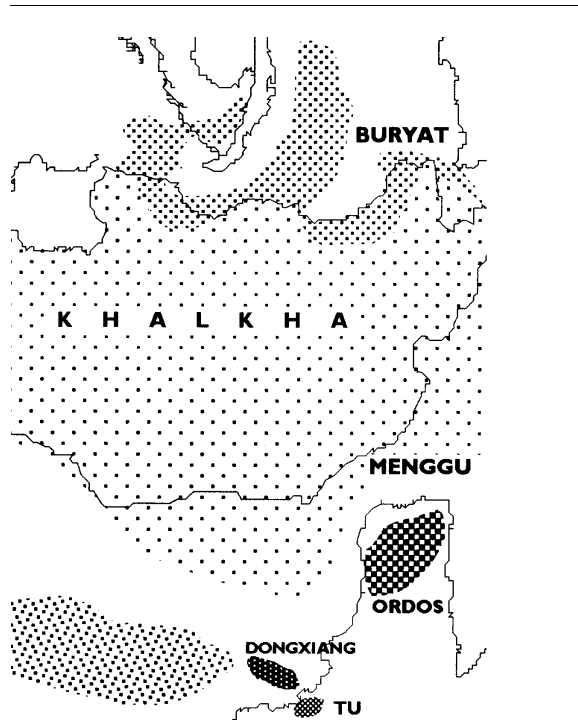 BURYAT
K H A L K H A
MENGGU
ORDOS
DONGXIANG
TU